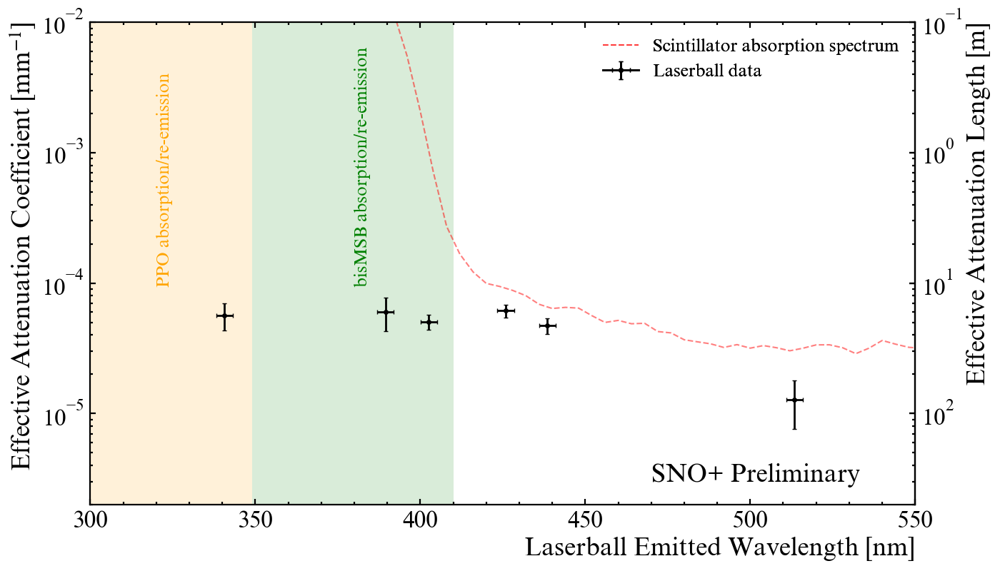 Effective Attenuation Coefficient [mm⁻¹]
10⁻²
10⁻³
10⁻⁴
10⁻⁵
PPO absorption/re-emission
bisMSB absorption/re-emission
Scintillator absorption spectrum
Laserball data
SNO+ Preliminary
10⁻¹
10⁰
10¹
10²
Effective Attenuation Length [m]
300 350 400 450 500 550
Laserball Emitted Wavelength [nm]